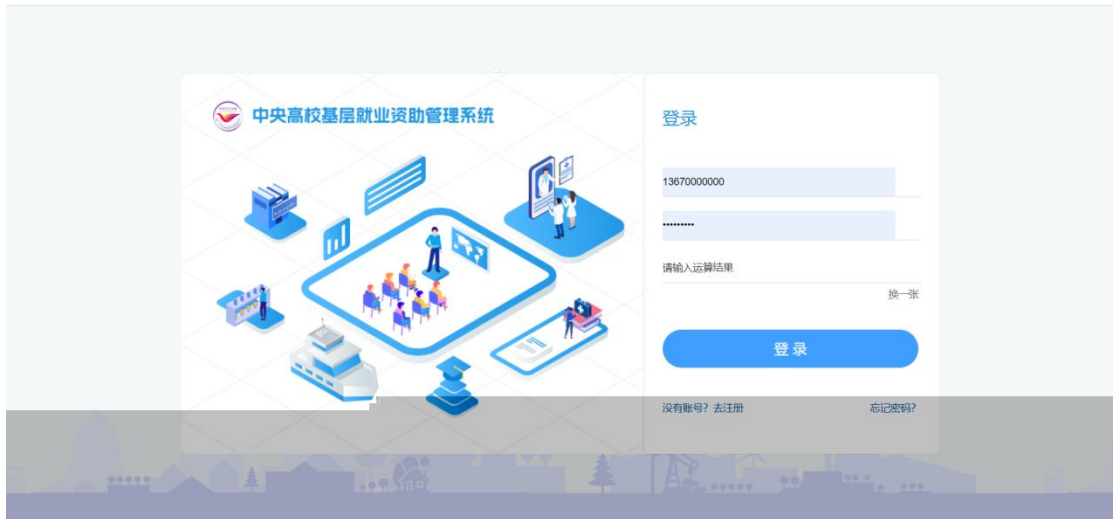 中央高校基层就业资助管理系统
登录
13670000000
•••••••••
请输入运算结果
换一张
登录
没有账号？去注册 忘记密码？